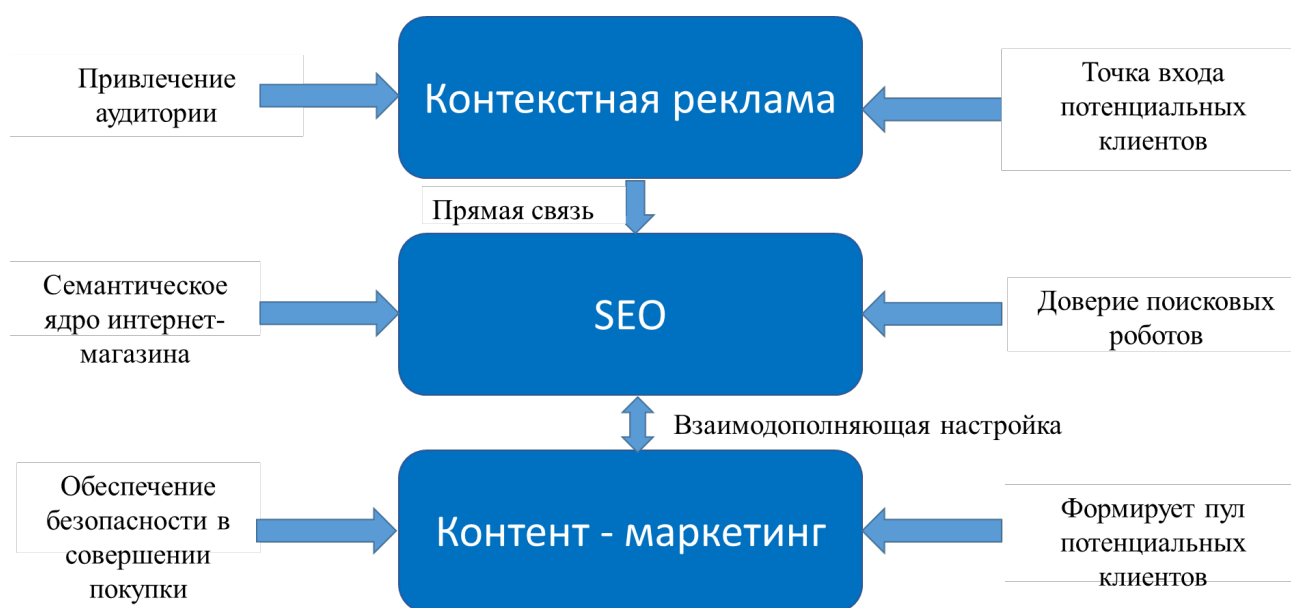 Привлечение
аудитории
Контекстная реклама
Точка входа
потенциальных
клиентов
Прямая связь
Семантическое
ядро интернет-
магазина
SEO
Доверие поисковых
роботов
Взаимодополняющая настройка
Обеспечение
безопасности в
совершении
покупки
Контент - маркетинг
Формирует пул
потенциальных
клиентов